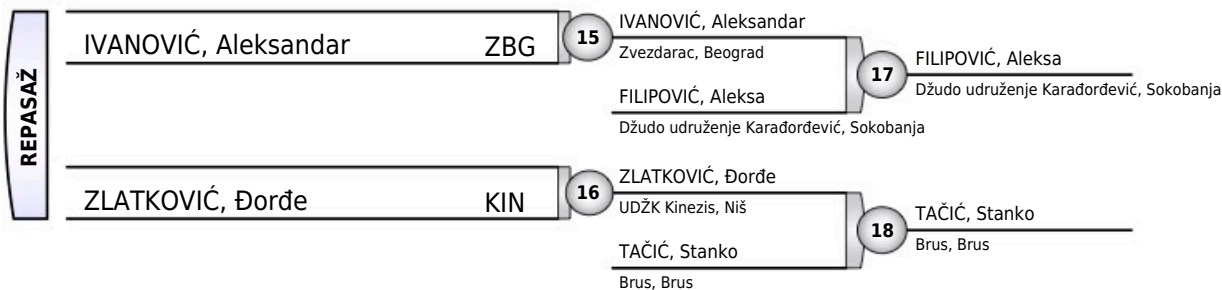 REPASAŽ
IVANOVIĆ, Aleksandar ZBG
15
IVANOVIĆ, Aleksandar
Zvezdarac, Beograd
FILIPOVIĆ, Aleksa
Džudo udruženje Karađorđević, Sokobanja
17
FILIPOVIĆ, Aleksa
Džudo udruženje Karađorđević, Sokobanja
ZLATKOVIĆ, Đorđe KIN
16
ZLATKOVIĆ, Đorđe
UDŽK Kinezis, Niš
TAČIĆ, Stanko
Brus, Brus
18
TAČIĆ, Stanko
Brus, Brus